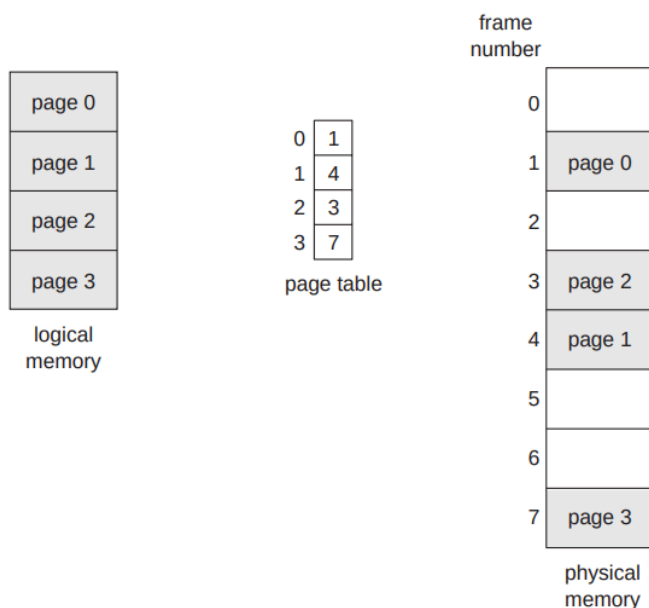 page 0
page 1
page 2
page 3
logical
memory
0 1
1 4
2 3
3 7
page table
frame
number
0
1 page 0
2
3 page 2
4 page 1
5
6
7 page 3
physical
memory